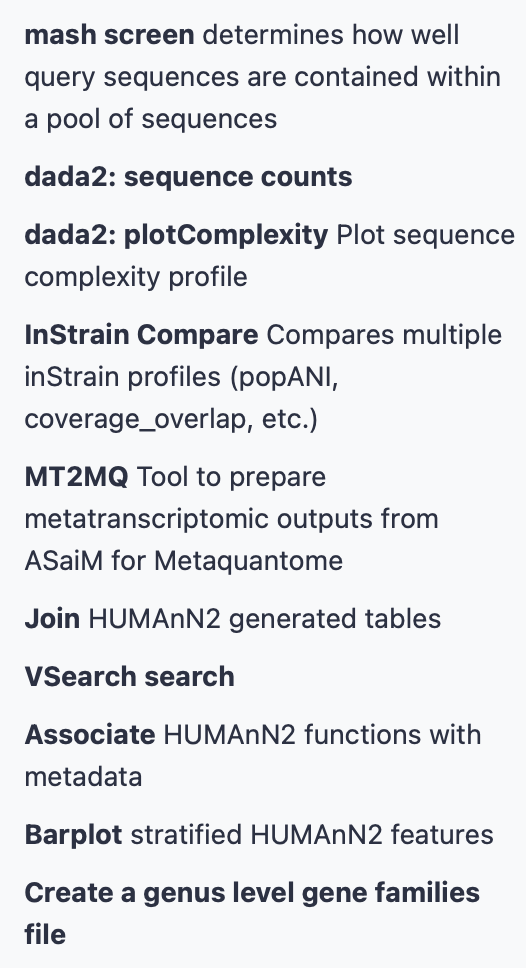 mash screen determines how well
query sequences are contained within
a pool of sequences
dada2: sequence counts
dada2: plotComplexity Plot sequence
complexity profile
InStrain Compare Compares multiple
inStrain profiles (popANI,
coverage_overlap, etc.)
MT2MQ Tool to prepare
metatranscriptomic outputs from
ASaiM for Metaquantome
Join HUMAnN2 generated tables
VSearch search
Associate HUMAnN2 functions with
metadata
Barplot stratified HUMAnN2 features
Create a genus level gene families
file